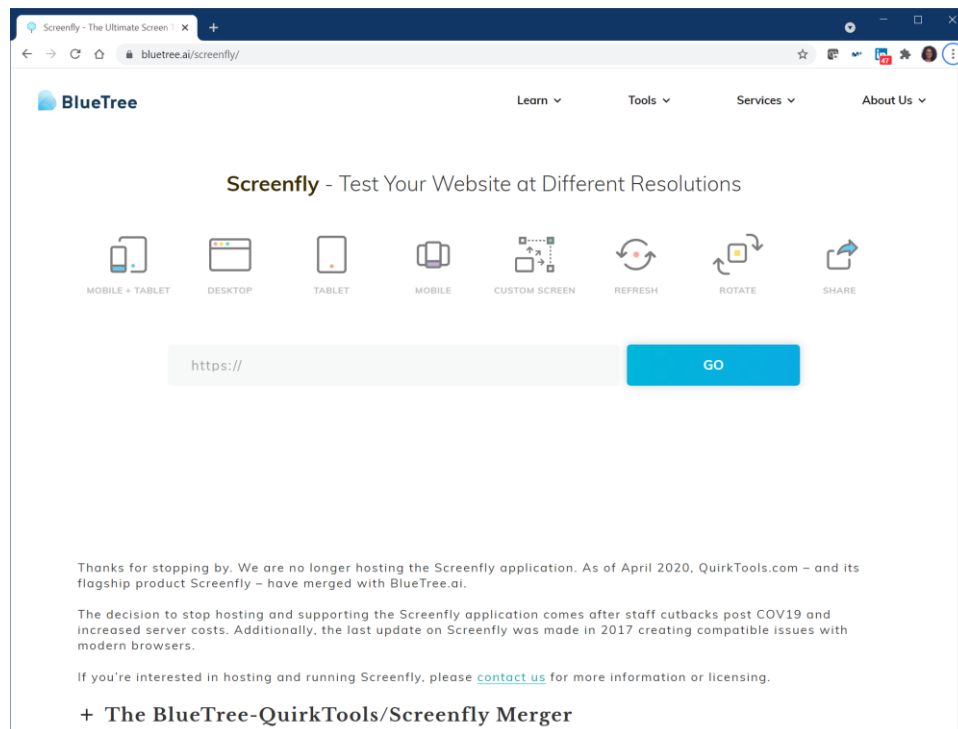 Screenfly - The Ultimate Screen T
bluetree.ai/screenfly/
47
BlueTree
Learn
Tools
Services
About Us
Screenfly - Test Your Website at Different Resolutions
MOBILE + TABLET
DESKTOP
TABLET
MOBILE
CUSTOM SCREEN
REFRESH
ROTATE
SHARE
https://
GO
Thanks for stopping by. We are no longer hosting the Screenfly application. As of April 2020, QuirkTools.com – and its
flagship product Screenfly – have merged with BlueTree.ai.
The decision to stop hosting and supporting the Screenfly application comes after staff cutbacks post COV19 and
increased server costs. Additionally, the last update on Screenfly was made in 2017 creating compatible issues with
modern browsers.
If you’re interested in hosting and running Screenfly, please contact us for more information or licensing.
+ The BlueTree-QuirkTools/Screenfly Merger